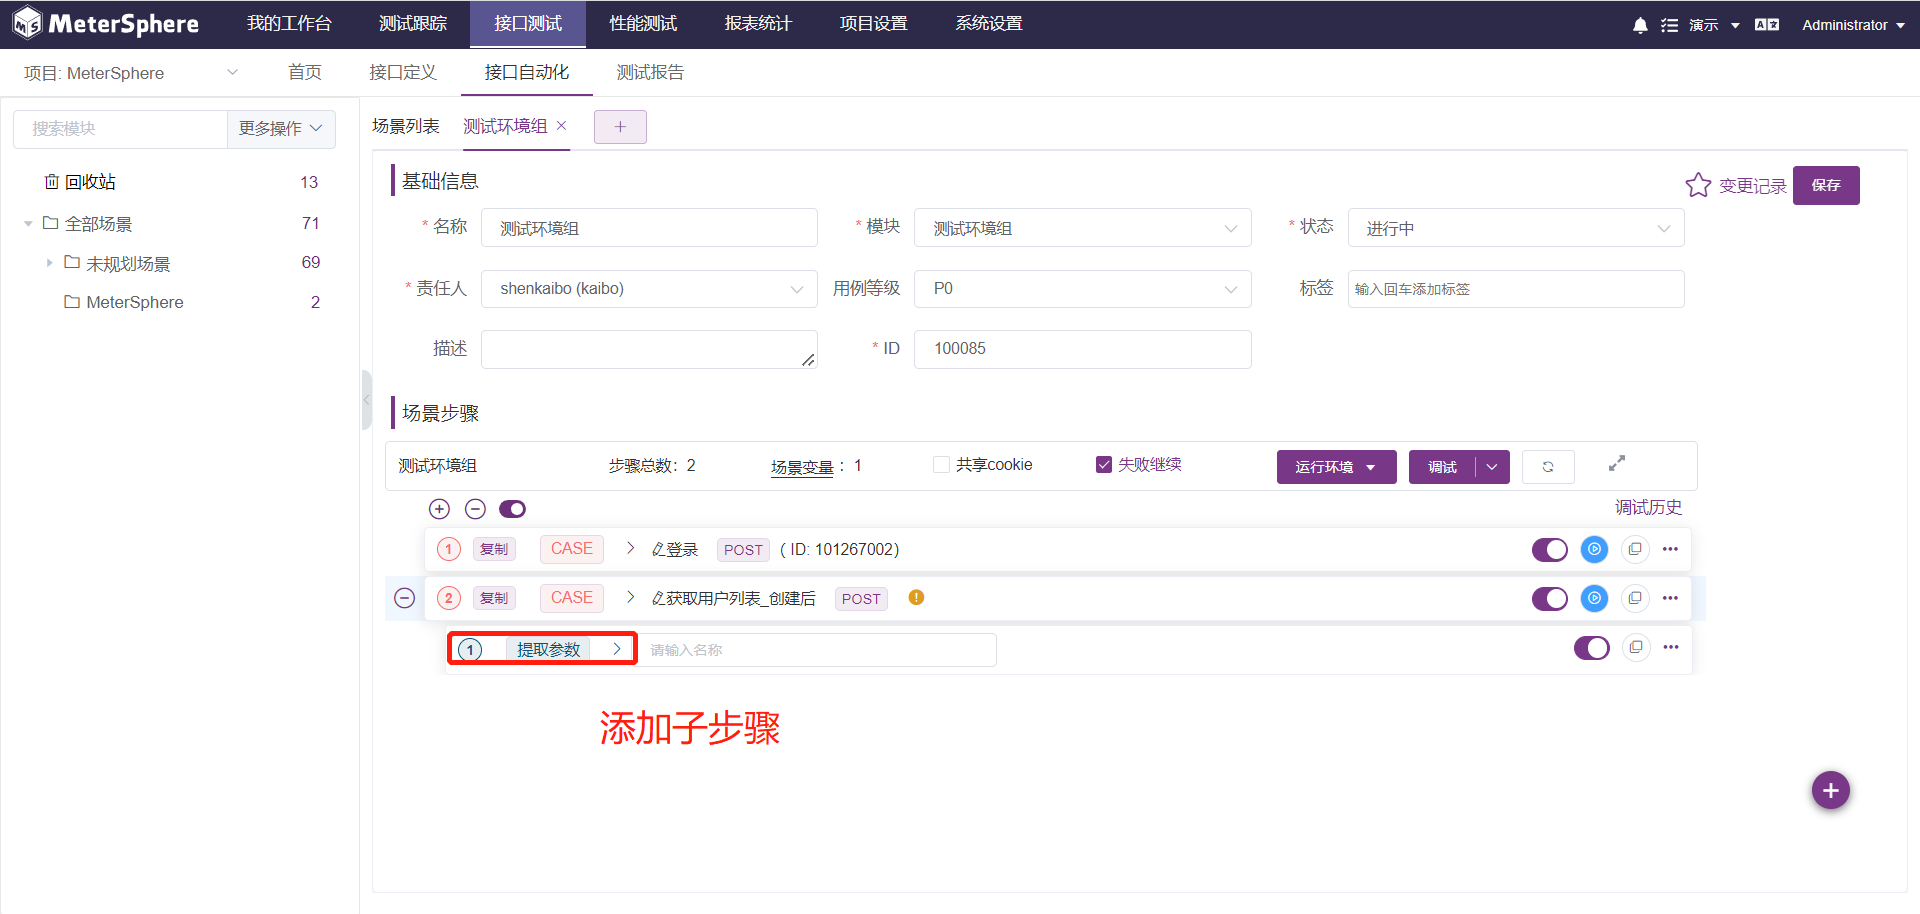 MeterSphere 我的工作台 测试跟踪 接口测试 性能测试 报表统计 项目设置 系统设置 演示 Administrator
项目: MeterSphere 首页 接口定义 接口自动化 测试报告
搜索模块 更多操作
回收站 13
全部场景 71
未规划场景 69
MeterSphere 2
场景列表 测试环境组
基础信息 变更记录 保存
* 名称 测试环境组 * 模块 测试环境组 * 状态 进行中
* 责任人 shenkaibo (kaibo) 用例等级 P0 标签 输入回车添加标签
描述 * ID 100085
场景步骤
测试环境组 步骤总数: 2 场景变量 : 1 共享cookie 失败继续 运行环境 调试
调试历史
1 复制 CASE 登录 POST ( ID: 101267002)
2 复制 CASE 获取用户列表_创建后 POST
1 提取参数 请输入名称
添加子步骤